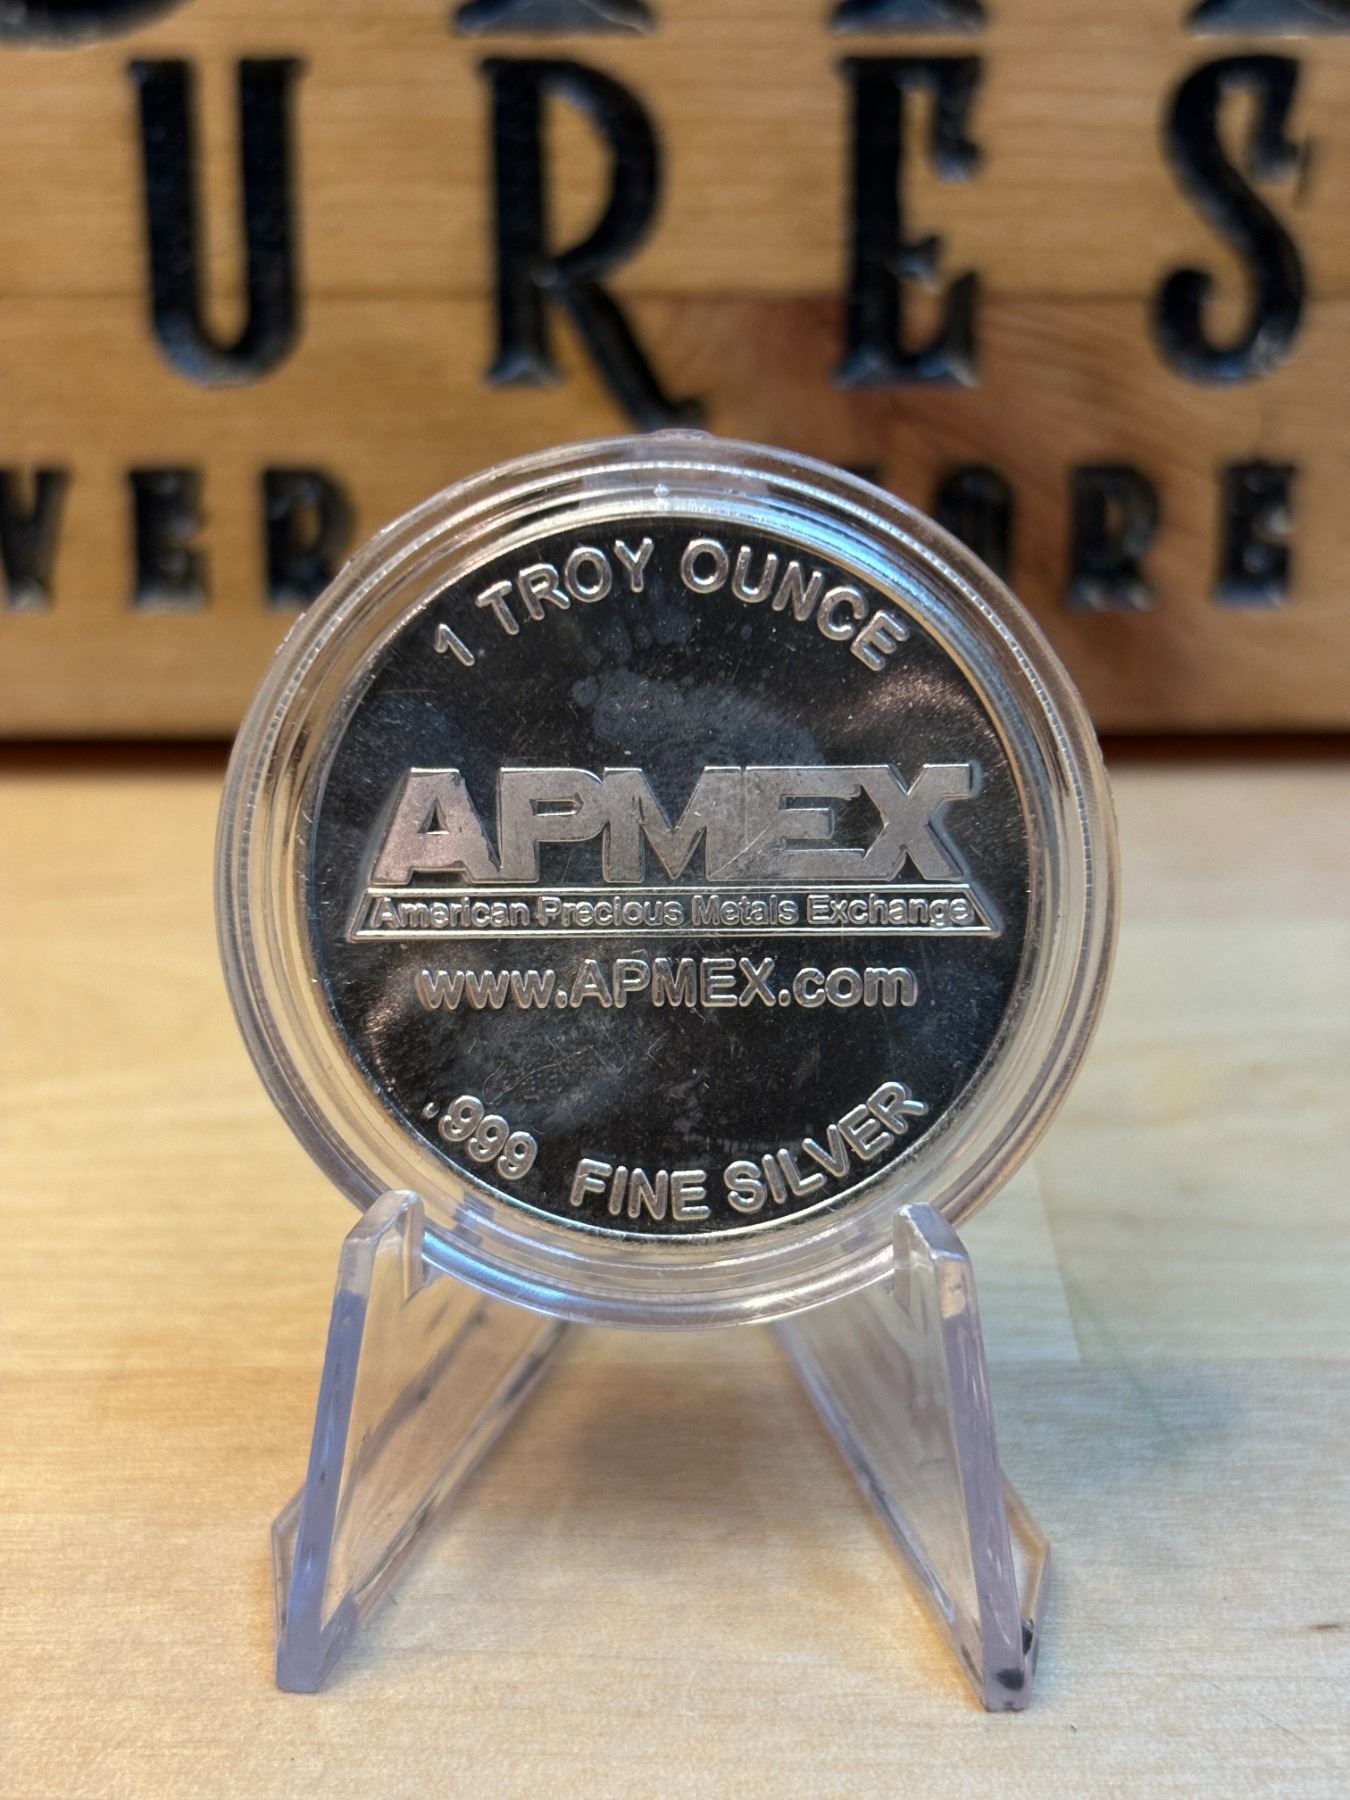 URES
1 TROY OUNCE
APMEX
American Precious Metals Exchange
www.APMEX.com
.999 FINE SILVER